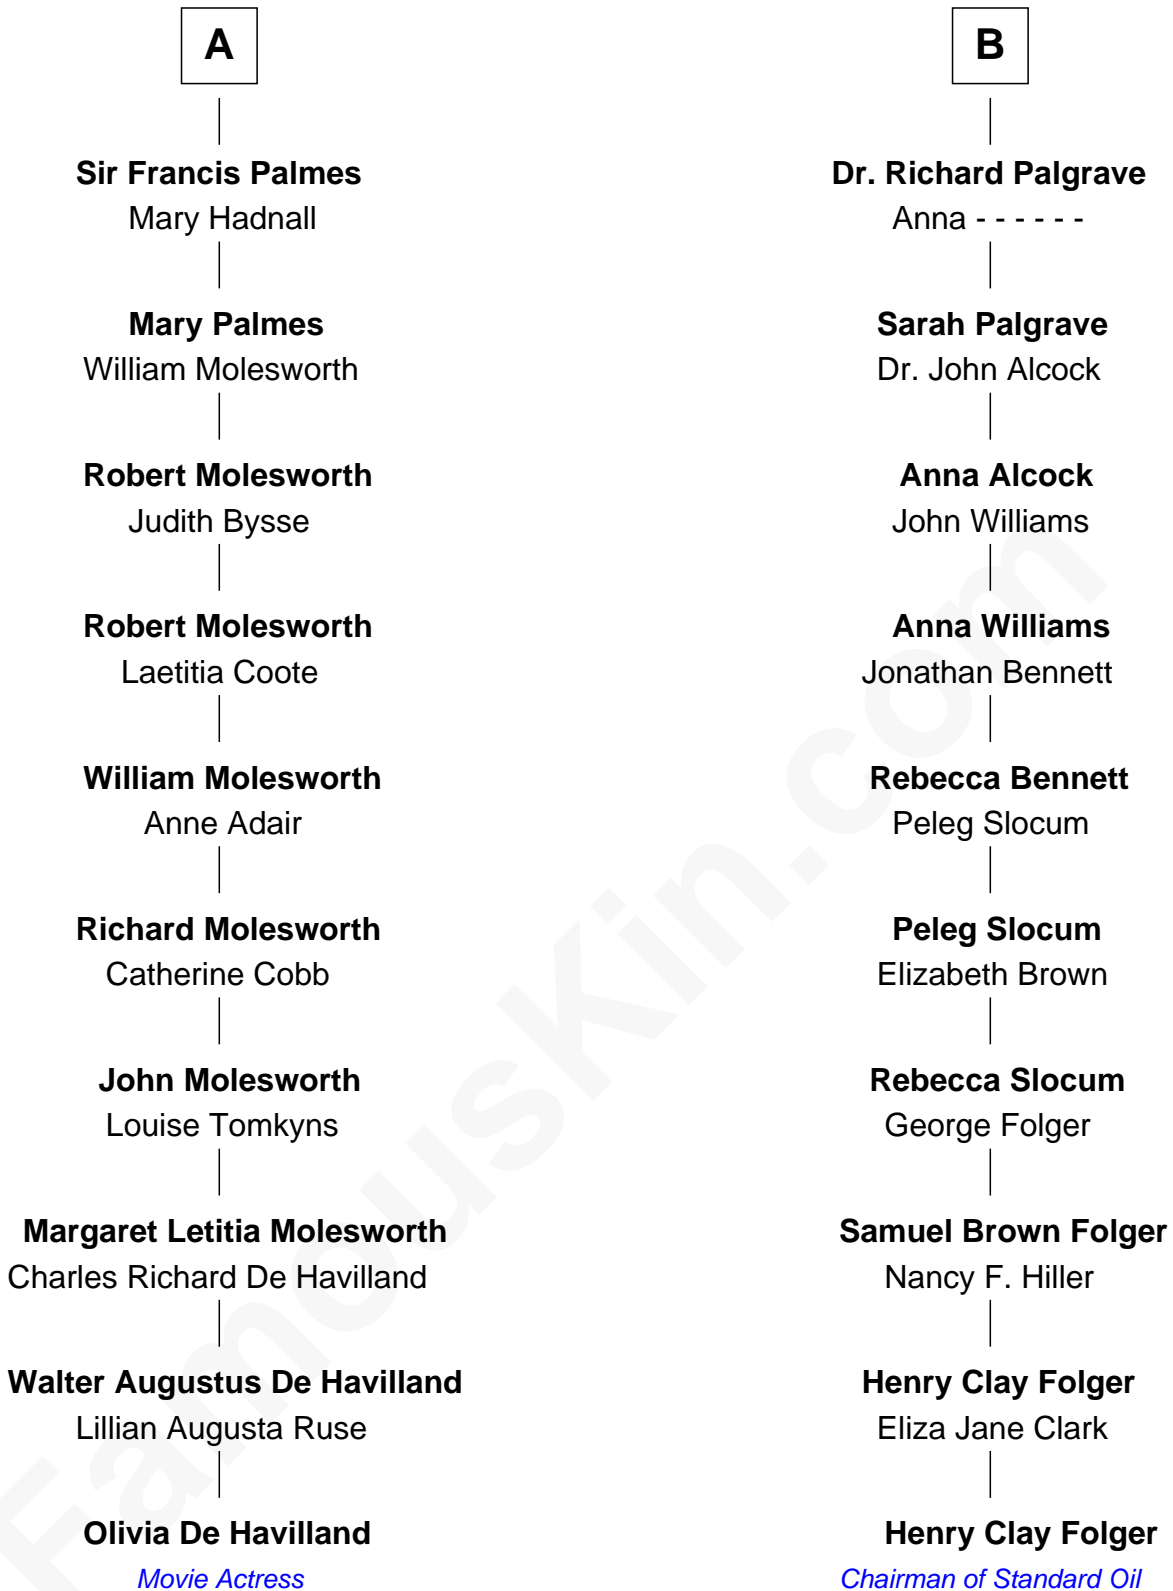 A
Sir Francis Palmes
Mary Hadnall
Mary Palmes
William Molesworth
Robert Molesworth
Judith Bysse
Robert Molesworth
Laetitia Coote
William Molesworth
Anne Adair
Richard Molesworth
Catherine Cobb
John Molesworth
Louise Tomkyns
Margaret Letitia Molesworth
Charles Richard De Havilland
Walter Augustus De Havilland
Lillian Augusta Ruse
Olivia De Havilland
Movie Actress
B
Dr. Richard Palgrave
Anna - - - - - -
Sarah Palgrave
Dr. John Alcock
Anna Alcock
John Williams
Anna Williams
Jonathan Bennett
Rebecca Bennett
Peleg Slocum
Peleg Slocum
Elizabeth Brown
Rebecca Slocum
George Folger
Samuel Brown Folger
Nancy F. Hiller
Henry Clay Folger
Eliza Jane Clark
Henry Clay Folger
Chairman of Standard Oil
FamousKin.com